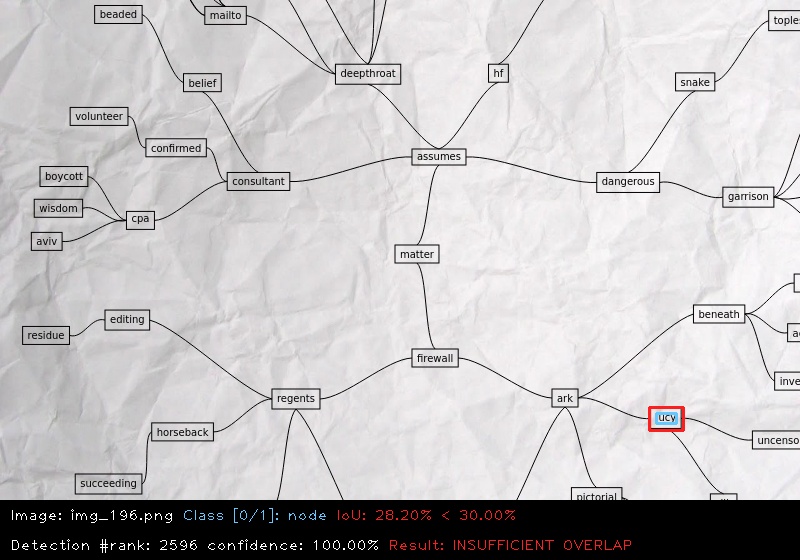 beaded
mailto
toples
deepthroat
hf
belief
snake
volunteer
confirmed
assumes
boycott
consultant
dangerous
garrison
wisdom
cpa
aviv
matter
beneath
editing
residue
firewall
inve
regents
ark
ucy
horseback
uncenso
succeeding
pictorial
Image: img_196.png Class [0/1]: node IoU: 28.20% < 30.00%
Detection #rank: 2596 confidence: 100.00% Result: INSUFFICIENT OVERLAP